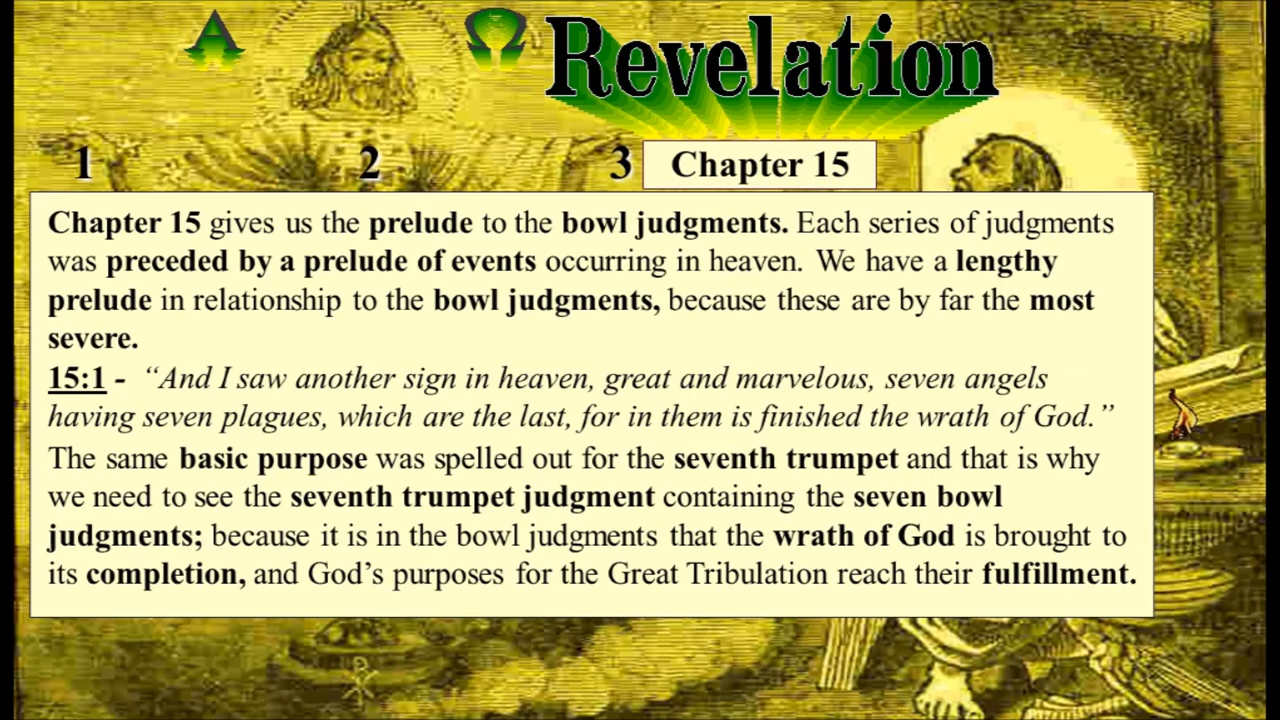 Α Ω Revelation
1 2 3 Chapter 15
Chapter 15 gives us the prelude to the bowl judgments. Each series of judgments
was preceded by a prelude of events occurring in heaven. We have a lengthy
prelude in relationship to the bowl judgments, because these are by far the most
severe.
15:1 - “And I saw another sign in heaven, great and marvelous, seven angels
having seven plagues, which are the last, for in them is finished the wrath of God.”
The same basic purpose was spelled out for the seventh trumpet and that is why
we need to see the seventh trumpet judgment containing the seven bowl
judgments; because it is in the bowl judgments that the wrath of God is brought to
its completion, and God’s purposes for the Great Tribulation reach their fulfillment.